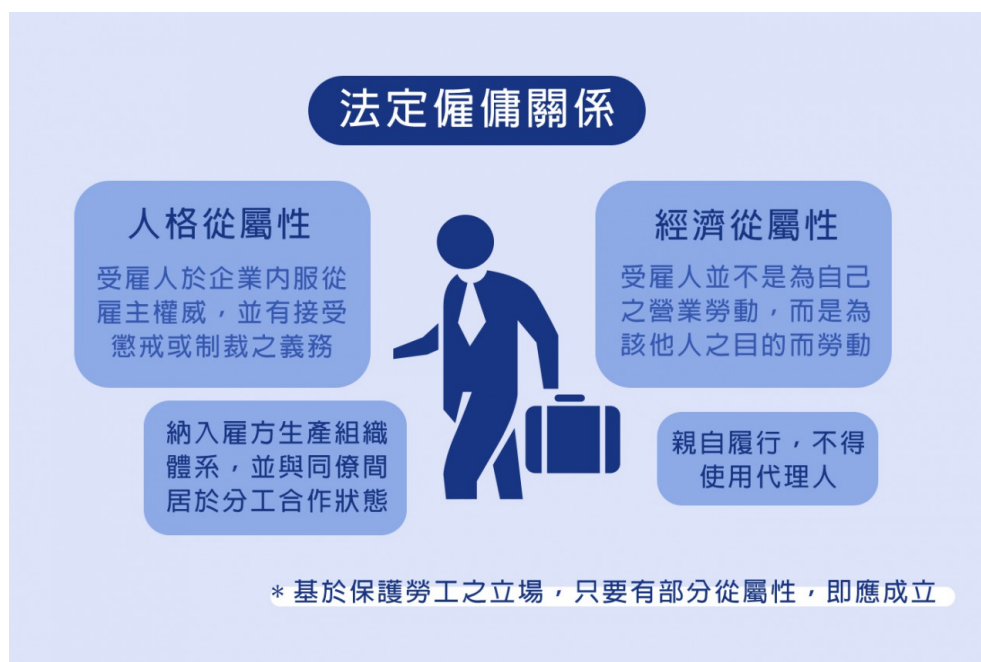 法定僱傭關係
人格從屬性
受雇人於企業内服從
雇主權威，並有接受
懲戒或制裁之義務
經濟從屬性
受雇人並不是為自己
之營業勞動，而是為
該他人之目的而勞動
納入雇方生產組織
體系，並與同僚間
居於分工合作狀態
親自履行，不得
使用代理人
* 基於保護勞工之立場，只要有部分從屬性，即應成立